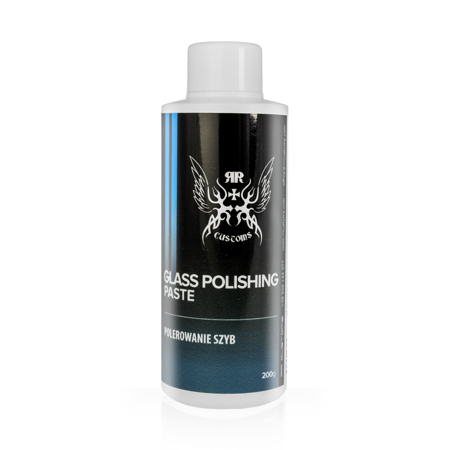 RR
CUSTOMS
GLASS POLISHING
PASTE
POLEROWANIE SZYB
200g